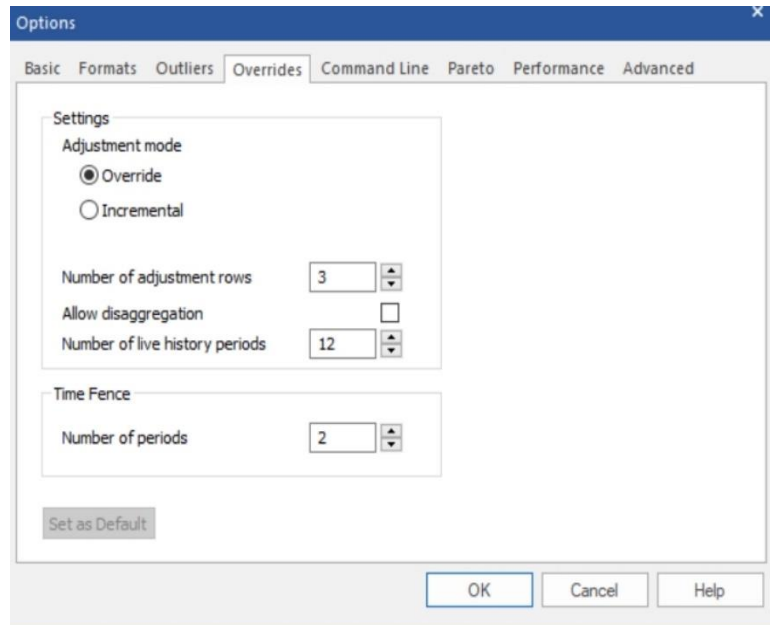 Options
Basic Formats Outliers Overrides Command Line Pareto Performance Advanced
Settings
Adjustment mode
Override
Incremental
Number of adjustment rows 3
Allow disaggregation
Number of live history periods 12
Time Fence
Number of periods 2
Set as Default
OK Cancel Help